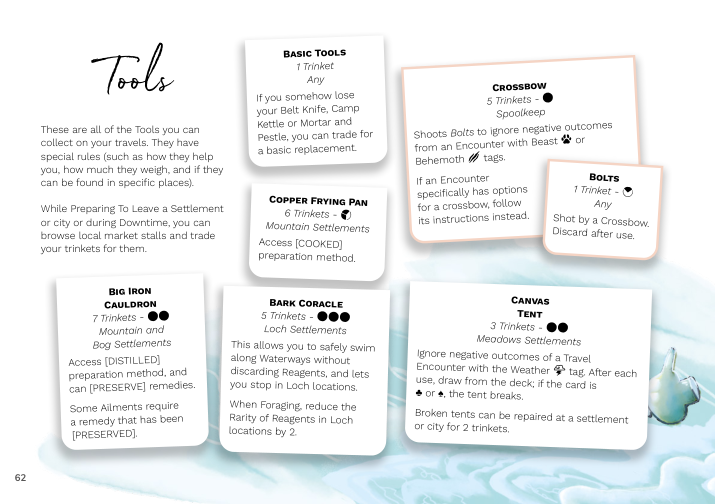 Tools
These are all of the Tools you can
collect on your travels. They have
special rules (such as how they help
you, how much they weigh, and if they
can be found in specific places).
While Preparing To Leave a Settlement
or city or during Downtime, you can
browse local market stalls and trade
your trinkets for them.
BASIC TOOLS
1 Trinket
Any
If you somehow lose
your Belt Knife, Camp
Kettle or Mortar and
Pestle, you can trade for
a basic replacement.
CROSSBOW
5 Trinkets - ●
Spoolkeep
Shoots Bolts to ignore negative outcomes
from an Encounter with Beast or
Behemoth tags.
If an Encounter
specifically has options
for a crossbow, follow
its instructions instead.
BOLTS
1 Trinket -
Any
Shot by a Crossbow.
Discard after use.
COPPER FRYING PAN
6 Trinkets -
Mountain Settlements
Access [COOKED]
preparation method.
BIG IRON
CAULDRON
7 Trinkets - ●●
Mountain and
Bog Settlements
Access [DISTILLED]
preparation method, and
can [PRESERVE] remedies.
Some Ailments require
a remedy that has been
[PRESERVED].
BARK CORACLE
5 Trinkets - ●●●
Loch Settlements
This allows you to safely swim
along Waterways without
discarding Reagents, and lets
you stop in Loch locations.
When Foraging, reduce the
Rarity of Reagents in Loch
locations by 2.
CANVAS
TENT
3 Trinkets - ●●
Meadows Settlements
Ignore negative outcomes of a Travel
Encounter with the Weather tag. After each
use, draw from the deck; if the card is
♣ or ♠, the tent breaks.
Broken tents can be repaired at a settlement
or city for 2 trinkets.
62